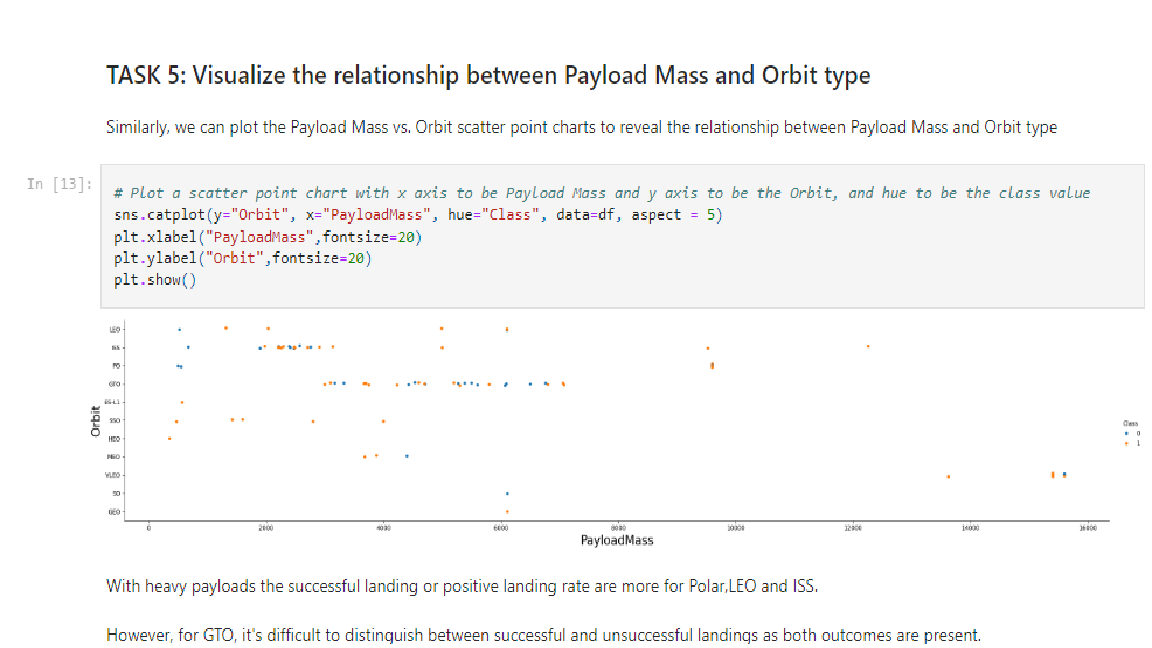 TASK 5: Visualize the relationship between Payload Mass and Orbit type
Similarly, we can plot the Payload Mass vs. Orbit scatter point charts to reveal the relationship between Payload Mass and Orbit type
In [13]:
# Plot a scatter point chart with x axis to be Payload Mass and y axis to be the Orbit, and hue to be the class value
sns.catplot(y="Orbit", x="PayloadMass", hue="Class", data=df, aspect = 5)
plt.xlabel("PayloadMass",fontsize=20)
plt.ylabel("Orbit",fontsize=20)
plt.show()
LEO
ISS
PO
GTO
ES-L1
SSO
HEO
MEO
VLEO
SO
GEO
Orbit
0 2000 4000 6000 8000 10000 12000 14000 16000
PayloadMass
Class
0
1
With heavy payloads the successful landing or positive landing rate are more for Polar,LEO and ISS.
However, for GTO, it's difficult to distinguish between successful and unsuccessful landings as both outcomes are present.